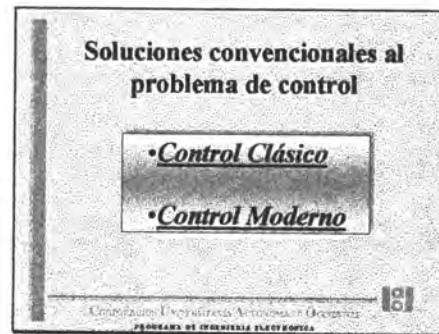 Soluciones convencionales al
problema de control
•Control Clásico
•Control Moderno
Corporación Universitaria Autónoma de Occidente
PROGRAMA DE INGENIERIA ELECTRONICA